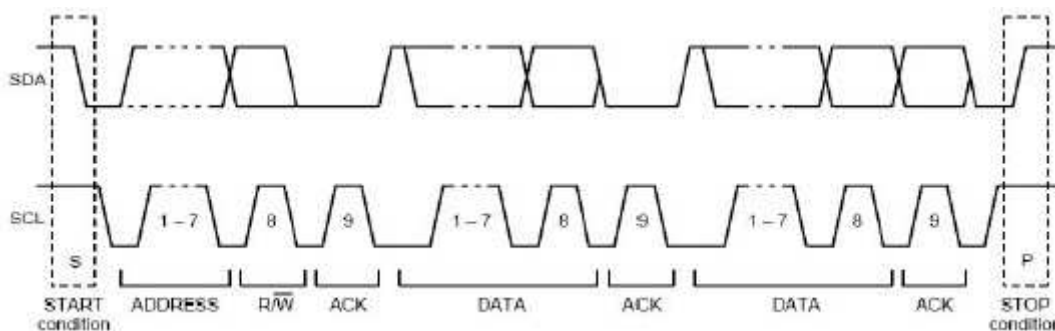 SDA
SCL
1 – 7 8 9 1 – 7 8 9 1 – 7 8 9
S P
START ADDRESS R/W̅ ACK DATA ACK DATA ACK STOP
condition condition